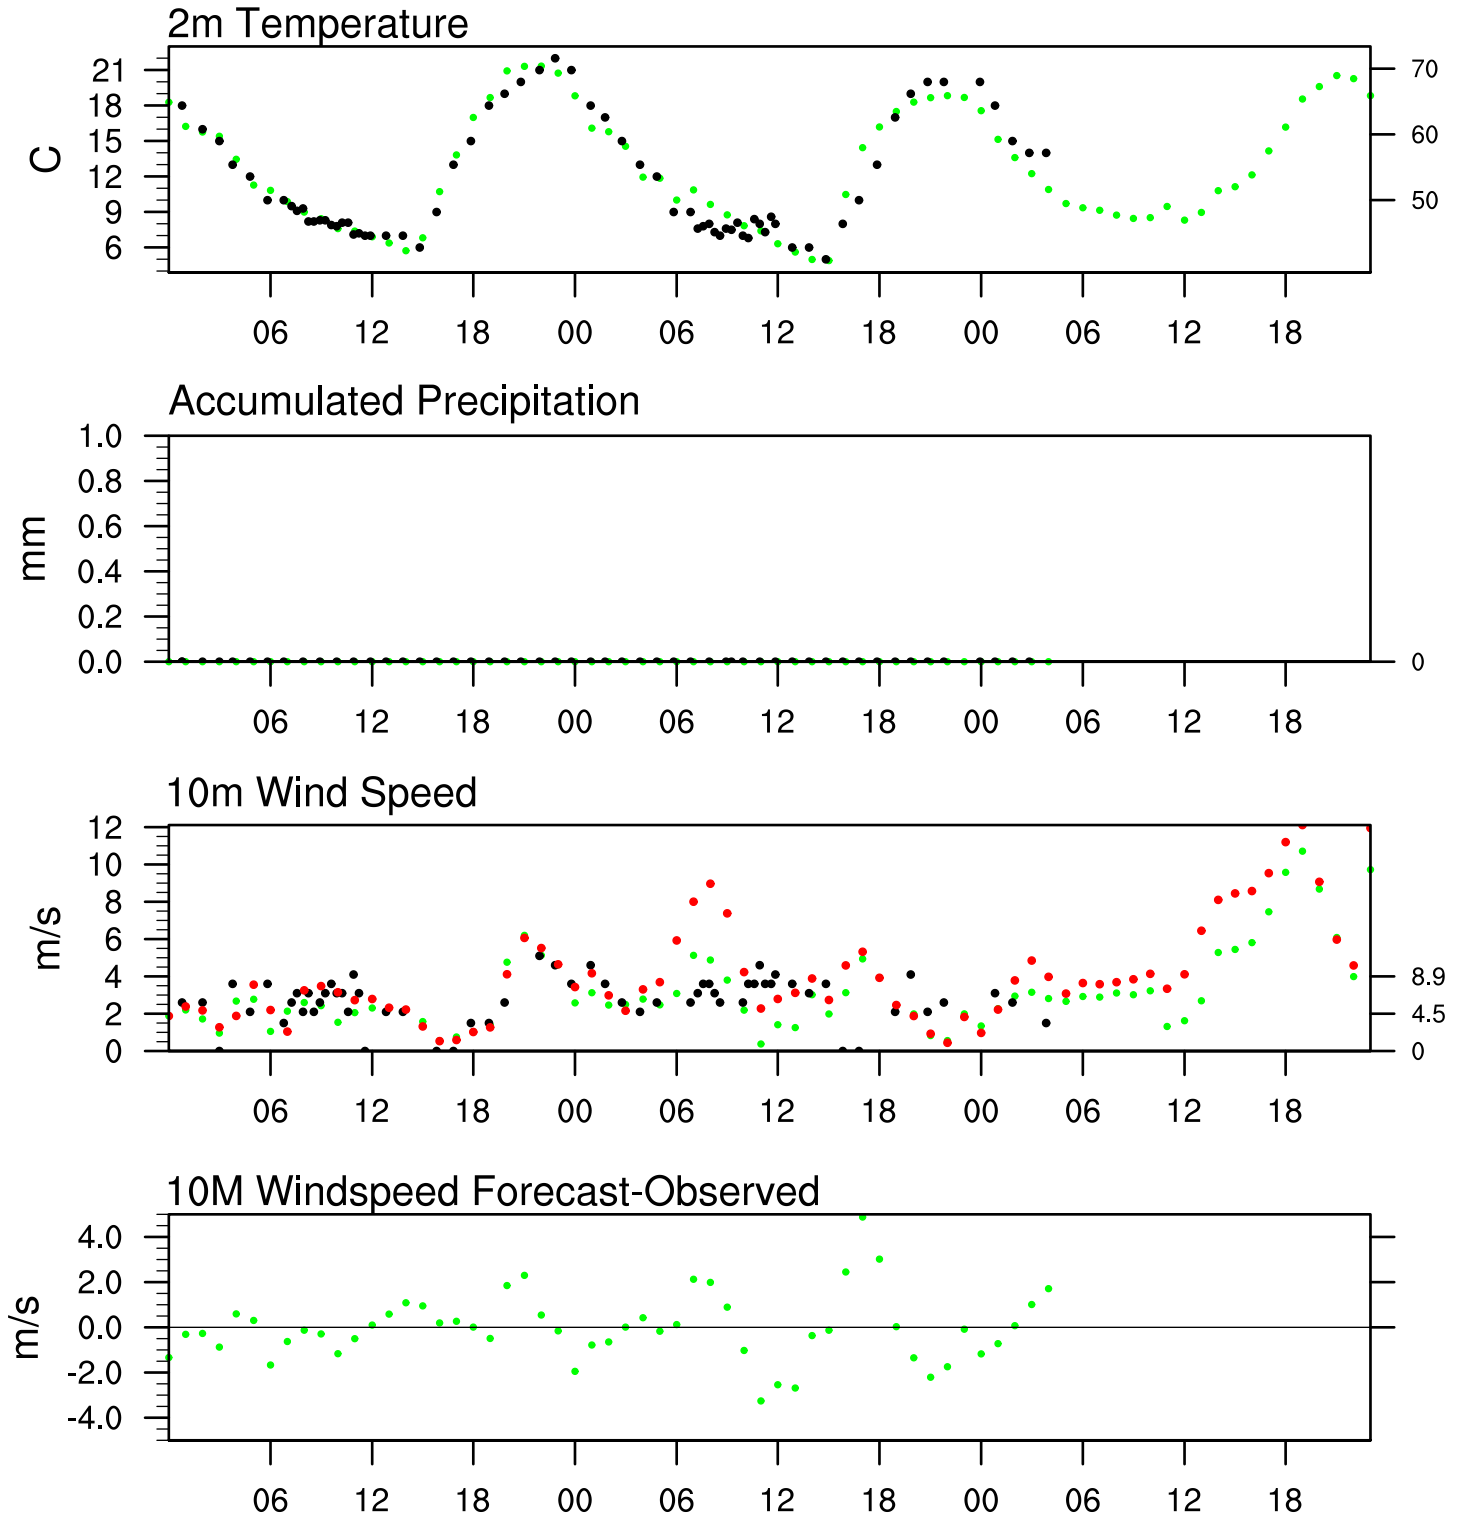 2m Temperature
21
18
15
12
9
6
C
70
60
50
06 12 18 00 06 12 18 00 06 12 18
Accumulated Precipitation
1.0
0.8
0.6
0.4
0.2
0.0
mm
0
06 12 18 00 06 12 18 00 06 12 18
10m Wind Speed
12
10
8
6
4
2
0
m/s
8.9
4.5
0
06 12 18 00 06 12 18 00 06 12 18
10M Windspeed Forecast-Observed
4.0
2.0
0.0
-2.0
-4.0
m/s
06 12 18 00 06 12 18 00 06 12 18